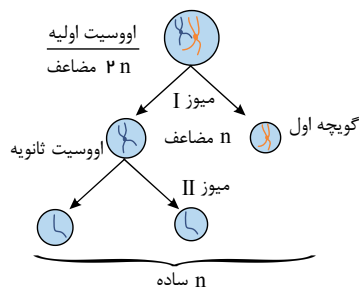 اووسیت اولیه
۲n مضاعف
میوز I
گویچه اول
n مضاعف
اووسیت ثانویه
میوز II
n ساده